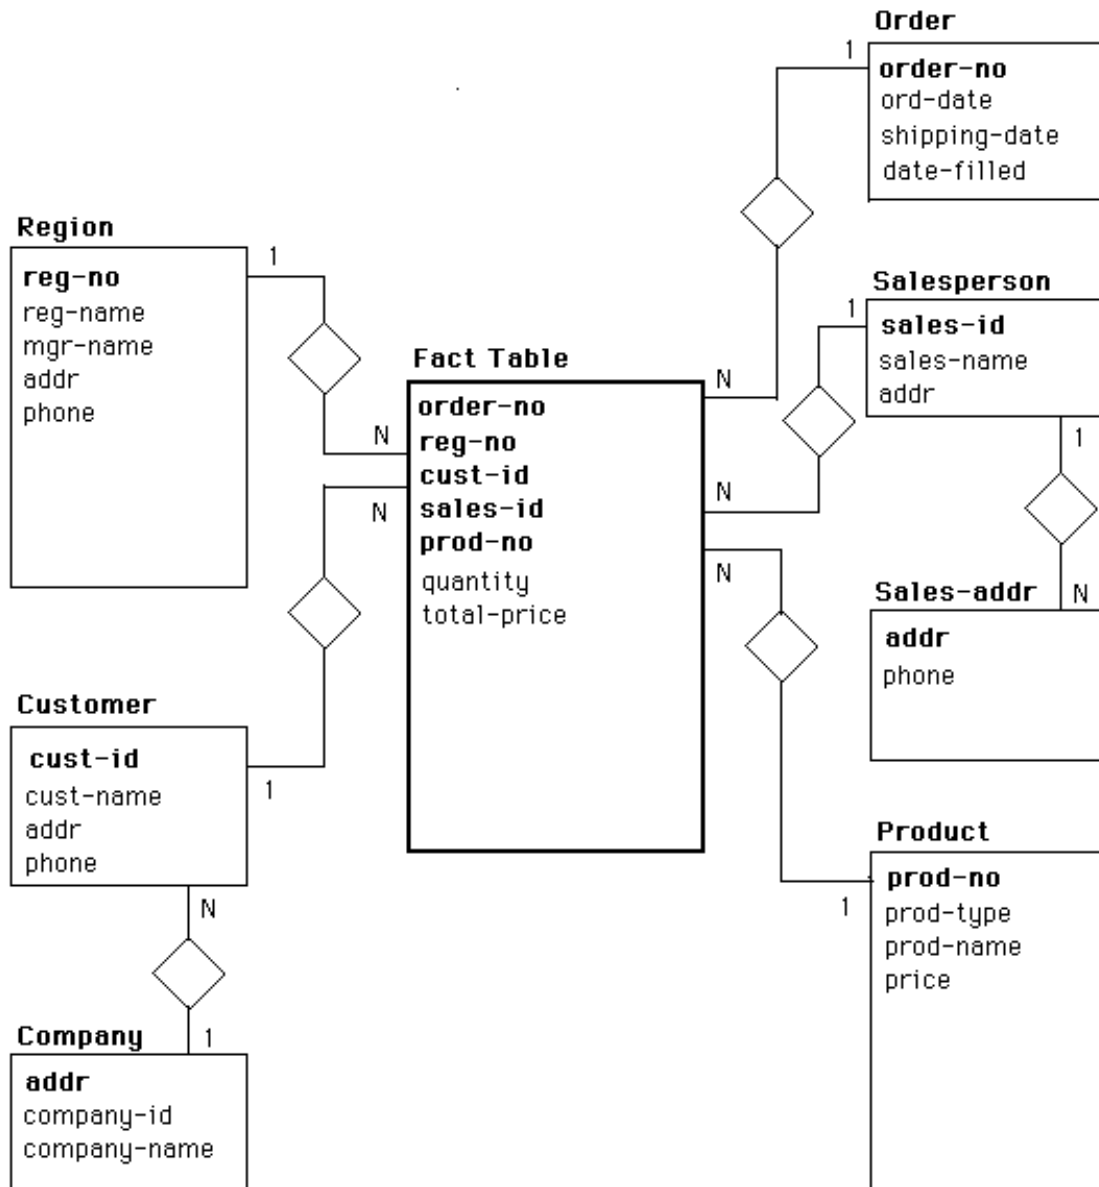 Order
1
order-no
ord-date
shipping-date
date-filled
Region
1
reg-no
reg-name
mgr-name
addr
phone
N
Salesperson
1
sales-id
sales-name
addr
1
Fact Table
N
order-no
reg-no
cust-id
sales-id
prod-no
quantity
total-price
N
N
N
Sales-addr
N
addr
phone
Customer
cust-id
cust-name
addr
phone
1
N
Product
prod-no
prod-type
prod-name
price
1
Company
1
addr
company-id
company-name